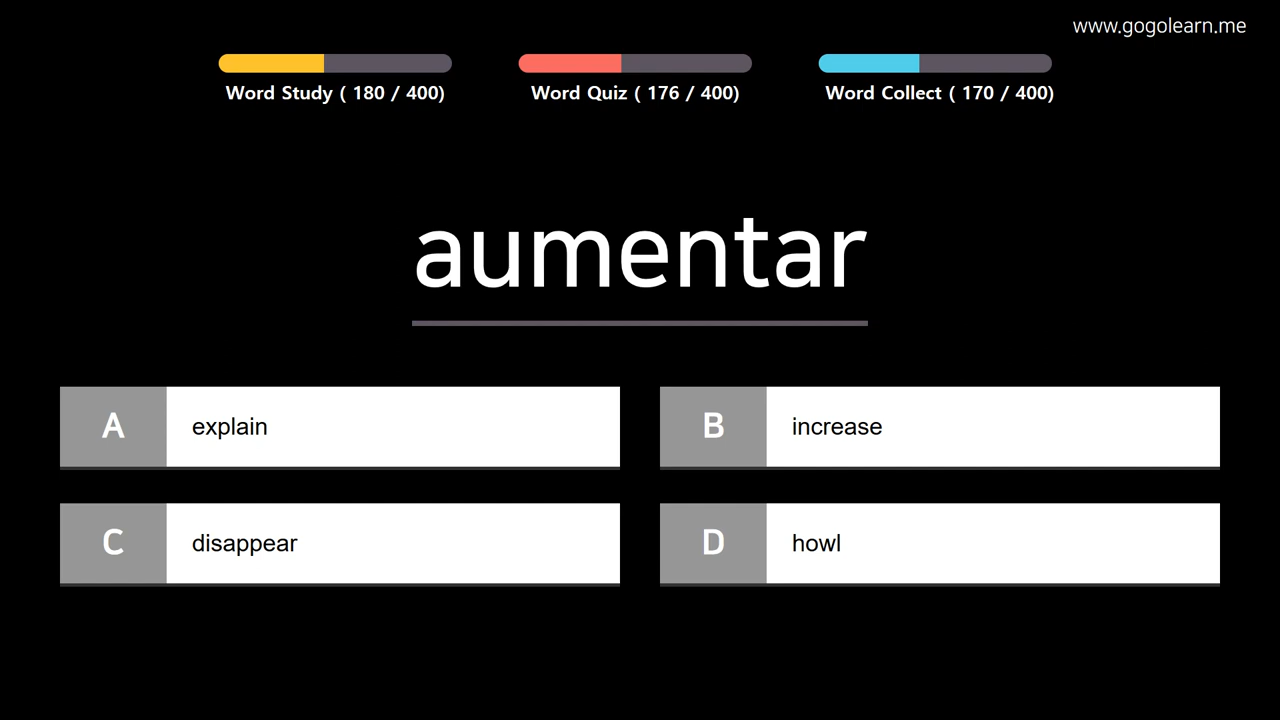 www.gogolearn.me
Word Study ( 180 / 400)
Word Quiz ( 176 / 400)
Word Collect ( 170 / 400)
aumentar
A explain
B increase
C disappear
D howl